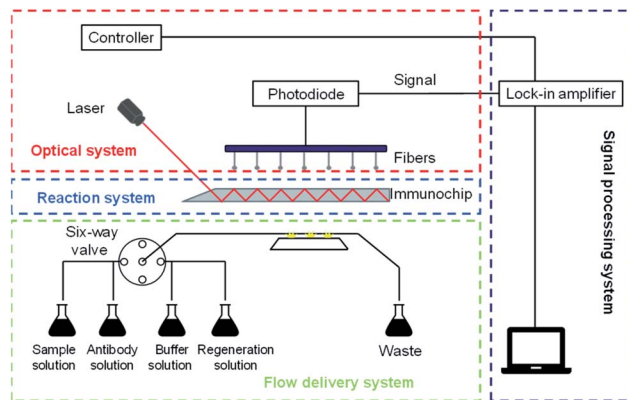 Controller
Laser
Photodiode
Signal
Lock-in amplifier
Optical system
Fibers
Reaction system
Immunochip
Six-way
valve
Sample
solution
Antibody
solution
Buffer
solution
Regeneration
solution
Waste
Flow delivery system
Signal processing system